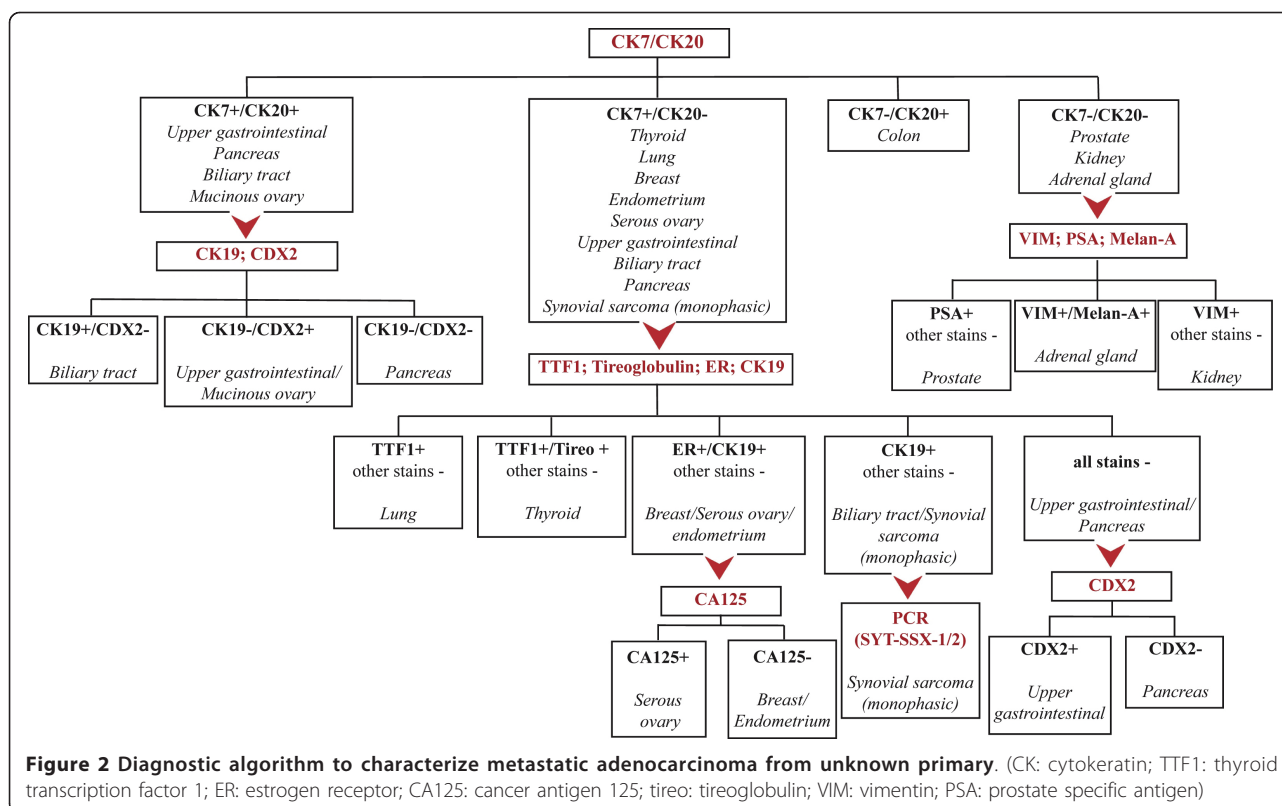 CK7/CK20
CK7+/CK20+
Upper gastrointestinal
Pancreas
Biliary tract
Mucinous ovary
CK7+/CK20-
Thyroid
Lung
Breast
Endometrium
Serous ovary
Upper gastrointestinal
Biliary tract
Pancreas
Synovial sarcoma (monophasic)
CK7-/CK20+
Colon
CK7-/CK20-
Prostate
Kidney
Adrenal gland
CK19; CDX2
VIM; PSA; Melan-A
CK19+/CDX2-
Biliary tract
CK19-/CDX2+
Upper gastrointestinal/
Mucinous ovary
CK19-/CDX2-
Pancreas
PSA+
other stains -
Prostate
VIM+/Melan-A+
Adrenal gland
VIM+
other stains -
Kidney
TTF1; Tireoglobulin; ER; CK19
TTF1+
other stains -
Lung
TTF1+/Tireo +
other stains -
Thyroid
ER+/CK19+
other stains -
Breast/Serous ovary/
endometrium
CK19+
other stains -
Biliary tract/Synovial
sarcoma
(monophasic)
all stains -
Upper gastrointestinal/
Pancreas
CA125
PCR
(SYT-SSX-1/2)
Synovial sarcoma
(monophasic)
CDX2
CA125+
Serous
ovary
CA125-
Breast/
Endometrium
CDX2+
Upper
gastrointestinal
CDX2-
Pancreas
Figure 2 Diagnostic algorithm to characterize metastatic adenocarcinoma from unknown primary. (CK: cytokeratin; TTF1: thyroid
transcription factor 1; ER: estrogen receptor; CA125: cancer antigen 125; tireo: tireoglobulin; VIM: vimentin; PSA: prostate specific antigen)